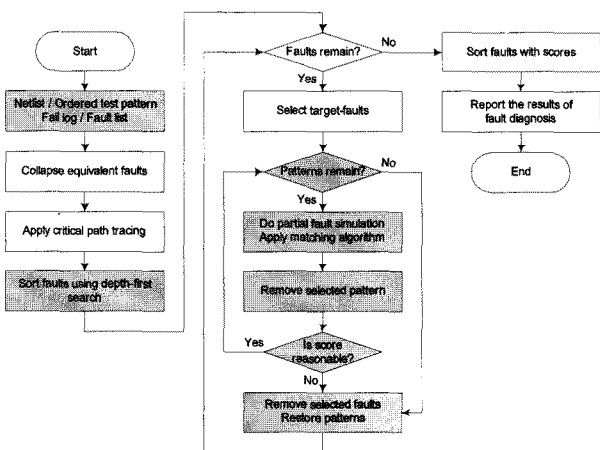 Start
Netlist / Ordered test pattern
Fail log / Fault list
Collapse equivalent faults
Apply critical path tracing
Sort faults using depth-first
search
Faults remain?
No
Yes
Select target-faults
Patterns remain?
No
Yes
Do partial fault simulation
Apply matching algorithm
Remove selected pattern
Is score
reasonable?
Yes
No
Remove selected faults
Restore patterns
Sort faults with scores
Report the results of
fault diagnosis
End